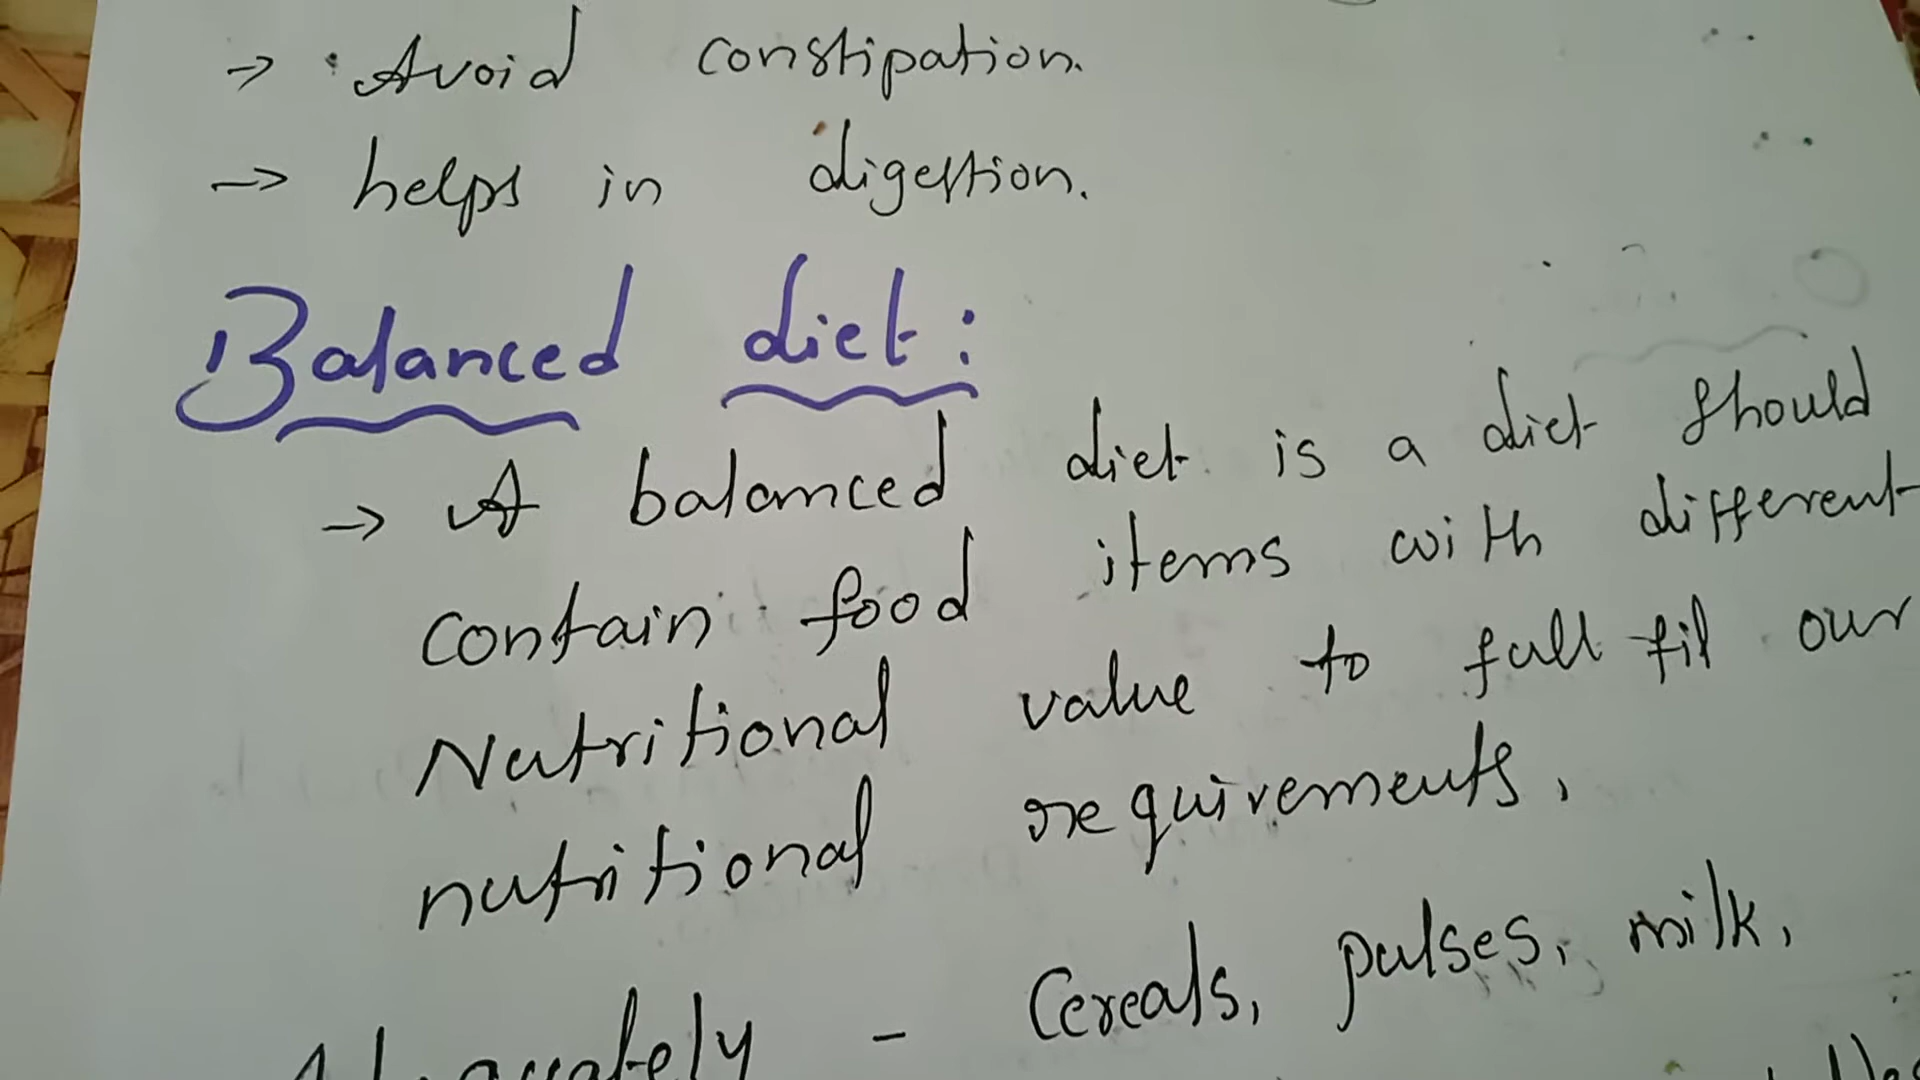 → Avoid constipation.
→ helps in digestion.
Balanced diet:
→ A balanced diet is a diet should
contain food items with different
Nutritional value to full fil our
nutritional requirements.
- Cereals, pulses, milk,